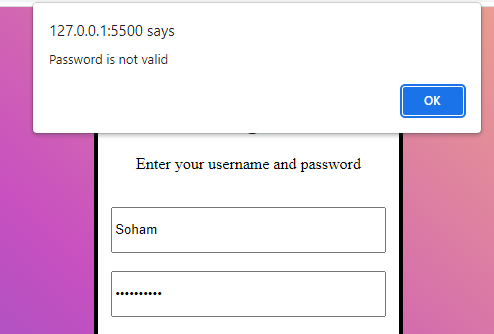 127.0.0.1:5500 says
Password is not valid
OK
Enter your username and password
Soham
••••••••••